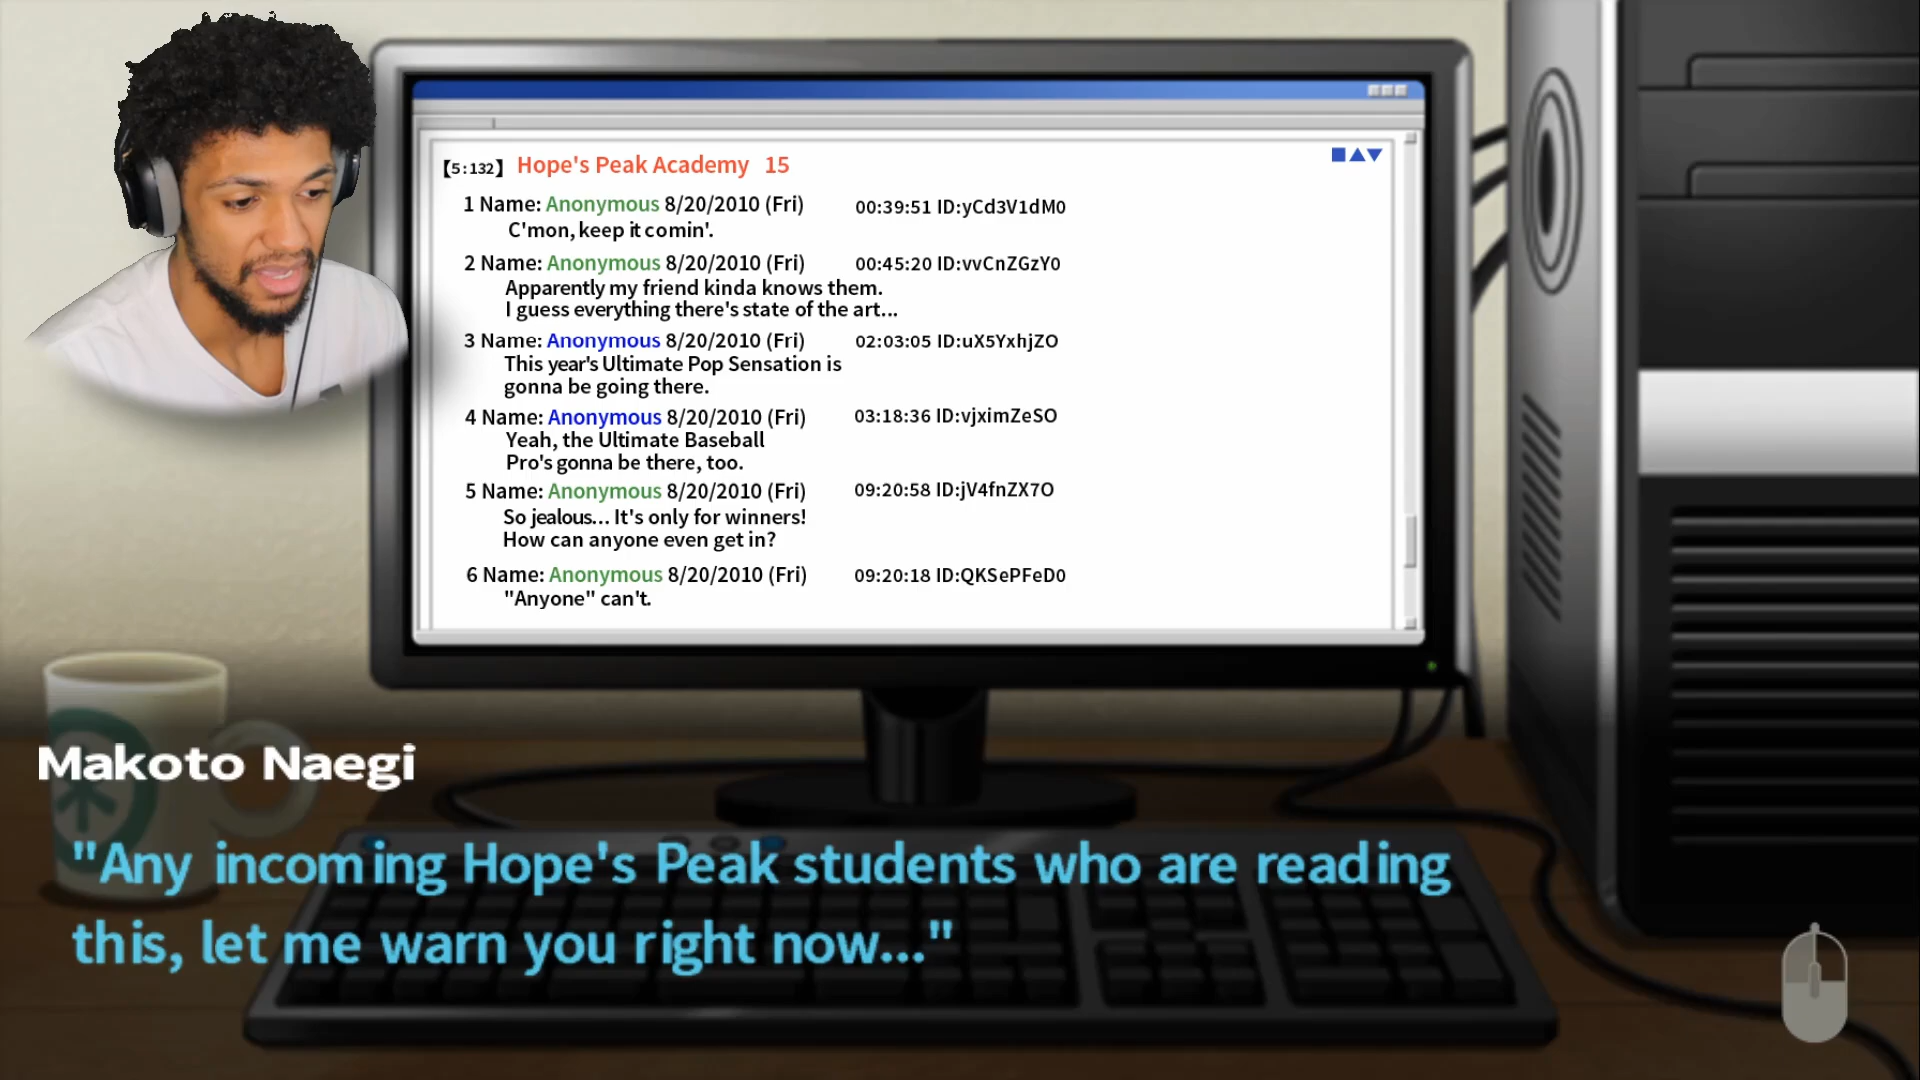 【5:132】 Hope's Peak Academy 15
1 Name: Anonymous 8/20/2010 (Fri) 00:39:51 ID:yCd3V1dM0
C'mon, keep it comin'.
2 Name: Anonymous 8/20/2010 (Fri) 00:45:20 ID:vvCnZGzY0
Apparently my friend kinda knows them.
I guess everything there's state of the art...
3 Name: Anonymous 8/20/2010 (Fri) 02:03:05 ID:uX5YxhjZO
This year's Ultimate Pop Sensation is
gonna be going there.
4 Name: Anonymous 8/20/2010 (Fri) 03:18:36 ID:vjximZeSO
Yeah, the Ultimate Baseball
Pro's gonna be there, too.
5 Name: Anonymous 8/20/2010 (Fri) 09:20:58 ID:jV4fnZX7O
So jealous... It's only for winners!
How can anyone even get in?
6 Name: Anonymous 8/20/2010 (Fri) 09:20:18 ID:QKSePFeD0
"Anyone" can't.
Makoto Naegi
"Any incoming Hope's Peak students who are reading
this, let me warn you right now..."